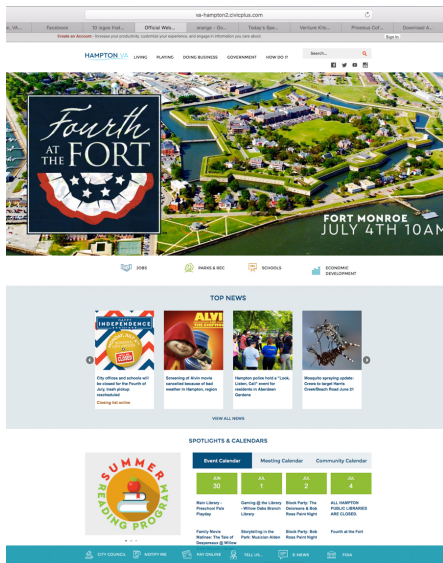 va-hampton2.civicplus.com
e, VA...
Facebook
Official Web...
orange - Go...
Today's Spe...
Venture Kits...
Previous Cof...
Download A...
Create an Account - Increase your productivity, customize your experience, and engage in information you care about.
Sign In
HAMPTON VA
LIVING PLAYING DOING BUSINESS GOVERNMENT HOW DO I?
Search...
Fourth
AT THE FORT
FORT MONROE
JULY 4TH 10AM
JOBS
PARKS & REC
SCHOOLS
ECONOMIC DEVELOPMENT
TOP NEWS
HAPPY
INDEPENDENCE
CLOSED
ALVI
City offices and schools will
be closed for the Fourth of
July, trash pickup
rescheduled
Closing list online
Screening of Alvin movie
cancelled because of bad
weather in Hampton, region
Hampton police hold a "Look,
Listen, Call" event for
residents in Aberdeen
Gardens
Mosquito spraying update:
Crews to target Harris
Creek/Beach Road June 21
VIEW ALL NEWS
SPOTLIGHTS & CALENDARS
SUMMER
READING PROGRAM
Event Calendar
Meeting Calendar
Community Calendar
JUN
30
JUL
1
JUL
2
JUL
4
Main Library -
Preschool Pals
Playday
Gaming @ the Library
- Willow Oaks Branch
Library
Block Party: The
Deloreans & Bob
Ross Paint Night
ALL HAMPTON
PUBLIC LIBRARIES
ARE CLOSED.
Family Movie
Matinee: The Tale of
Despereaux @ Willow
Storytelling in the
Park: Musician Alden
Block Party: Bob
Ross Paint Night
Fourth at the Fort
CITY COUNCIL
NOTIFY ME
PAY ONLINE
TELL US...
E-NEWS
FOIA